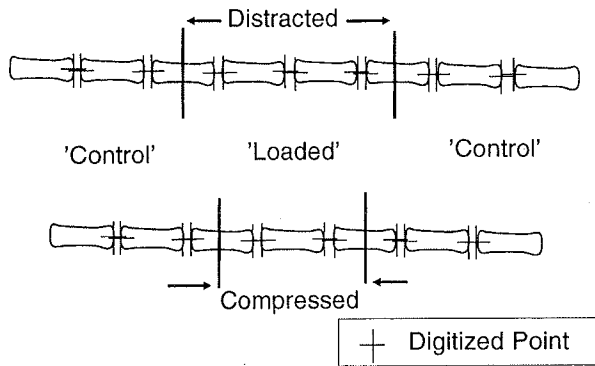 Distracted
'Control' 'Loaded' 'Control'
Compressed
Digitized Point